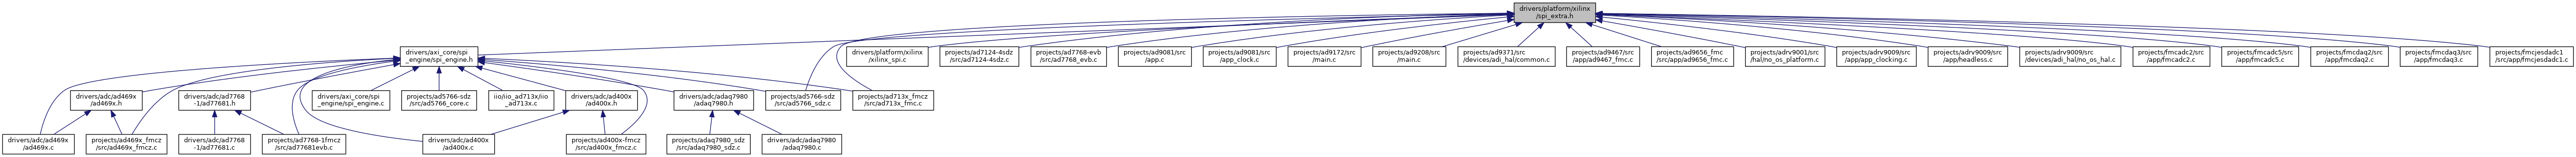 drivers/platform/xilinx
/spi_extra.h
drivers/axi_core/spi
_engine/spi_engine.h
drivers/platform/xilinx
/xilinx_spi.c
projects/ad7124-4sdz
/src/ad7124-4sdz.c
projects/ad7768-evb
/src/ad7768_evb.c
projects/ad9081/src
/app.c
projects/ad9081/src
/app_clock.c
projects/ad9172/src
/main.c
projects/ad9208/src
/main.c
projects/ad9371/src
/devices/adi_hal/common.c
projects/ad9467/src
/app/ad9467_fmc.c
projects/ad9656_fmc
/src/app/ad9656_fmc.c
projects/adrv9001/src
/hal/no_os_platform.c
projects/adrv9009/src
/app/app_clocking.c
projects/adrv9009/src
/app/headless.c
projects/adrv9009/src
/devices/adi_hal/no_os_hal.c
projects/fmcadc2/src
/app/fmcadc2.c
projects/fmcadc5/src
/app/fmcadc5.c
projects/fmcdaq2/src
/app/fmcdaq2.c
projects/fmcdaq3/src
/app/fmcdaq3.c
projects/fmcjesdadc1
/src/app/fmcjesdadc1.c
drivers/adc/ad469x
/ad469x.h
drivers/adc/ad7768
-1/ad77681.h
drivers/axi_core/spi
_engine/spi_engine.c
projects/ad5766-sdz
/src/ad5766_core.c
iio/iio_ad713x/iio
_ad713x.c
drivers/adc/ad400x
/ad400x.h
drivers/adc/adaq7980
/adaq7980.h
projects/ad5766-sdz
/src/ad5766_sdz.c
projects/ad713x_fmcz
/src/ad713x_fmc.c
drivers/adc/ad469x
/ad469x.c
projects/ad469x_fmcz
/src/ad469x_fmcz.c
drivers/adc/ad7768
-1/ad77681.c
projects/ad7768-1fmcz
/src/ad77681evb.c
drivers/adc/ad400x
/ad400x.c
projects/ad400x-fmcz
/src/ad400x_fmcz.c
projects/adaq7980_sdz
/src/adaq7980_sdz.c
drivers/adc/adaq7980
/adaq7980.c